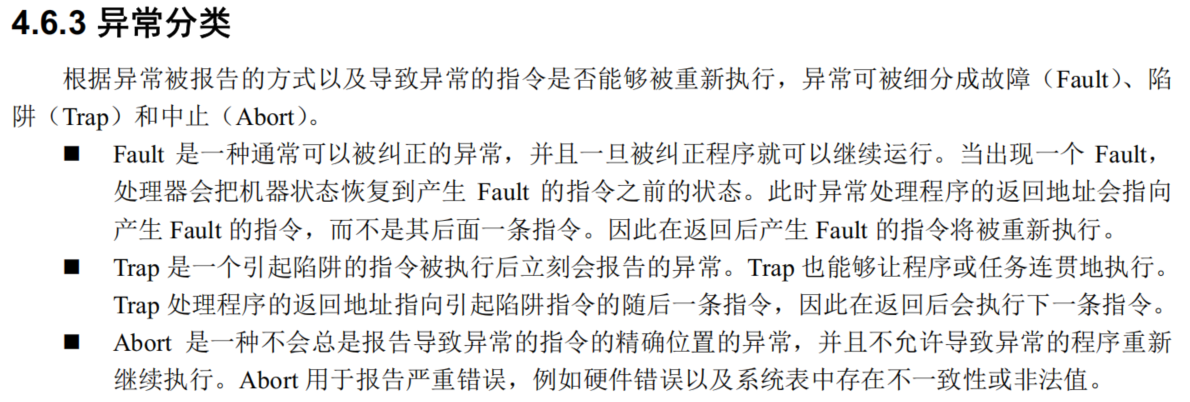 4.6.3 异常分类
根据异常被报告的方式以及导致异常的指令是否能够被重新执行，异常可被细分成故障（Fault）、陷
阱（Trap）和中止（Abort）。
■ Fault 是一种通常可以被纠正的异常，并且一旦被纠正程序就可以继续运行。当出现一个 Fault，
处理器会把机器状态恢复到产生 Fault 的指令之前的状态。此时异常处理程序的返回地址会指向
产生 Fault 的指令，而不是其后面一条指令。因此在返回后产生 Fault 的指令将被重新执行。
■ Trap 是一个引起陷阱的指令被执行后立刻会报告的异常。Trap 也能够让程序或任务连贯地执行。
Trap 处理程序的返回地址指向引起陷阱指令的随后一条指令，因此在返回后会执行下一条指令。
■ Abort 是一种不会总是报告导致异常的指令的精确位置的异常，并且不允许导致异常的程序重新
继续执行。Abort 用于报告严重错误，例如硬件错误以及系统表中存在不一致性或非法值。